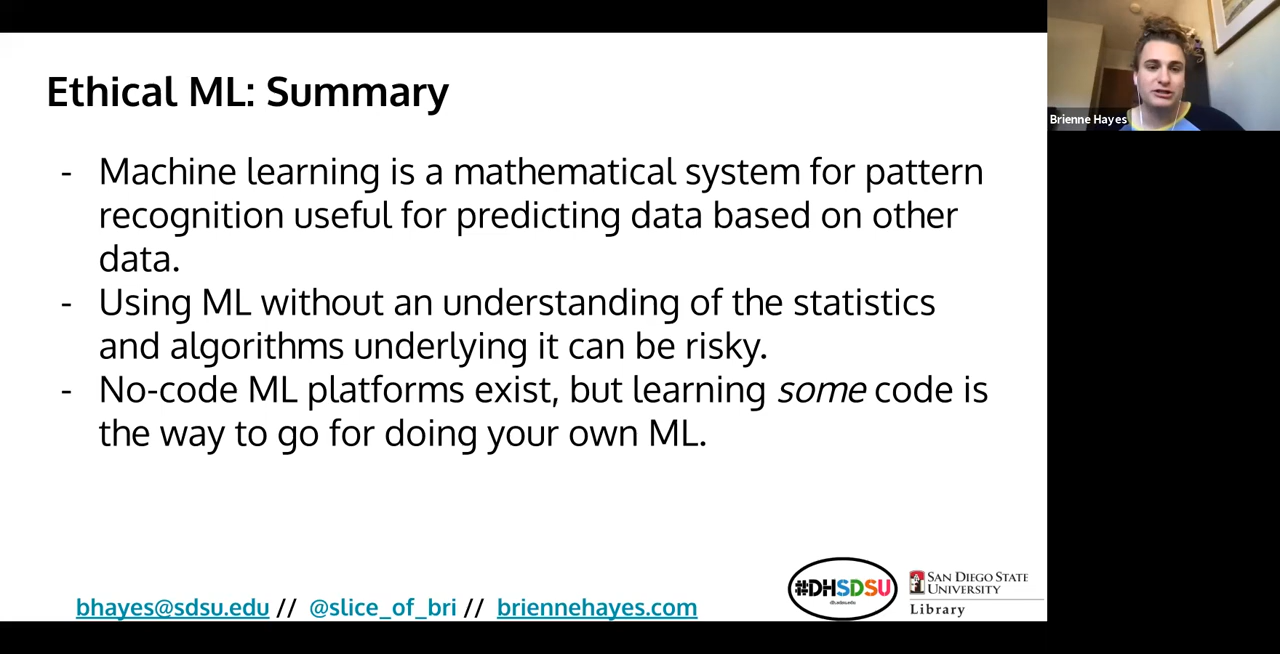 Ethical ML: Summary
- Machine learning is a mathematical system for pattern
recognition useful for predicting data based on other
data.
- Using ML without an understanding of the statistics
and algorithms underlying it can be risky.
- No-code ML platforms exist, but learning some code is
the way to go for doing your own ML.
bhayes@sdsu.edu // @slice_of_bri // briennehayes.com
#DHSDSU
SAN DIEGO STATE
UNIVERSITY
Library
Brienne Hayes